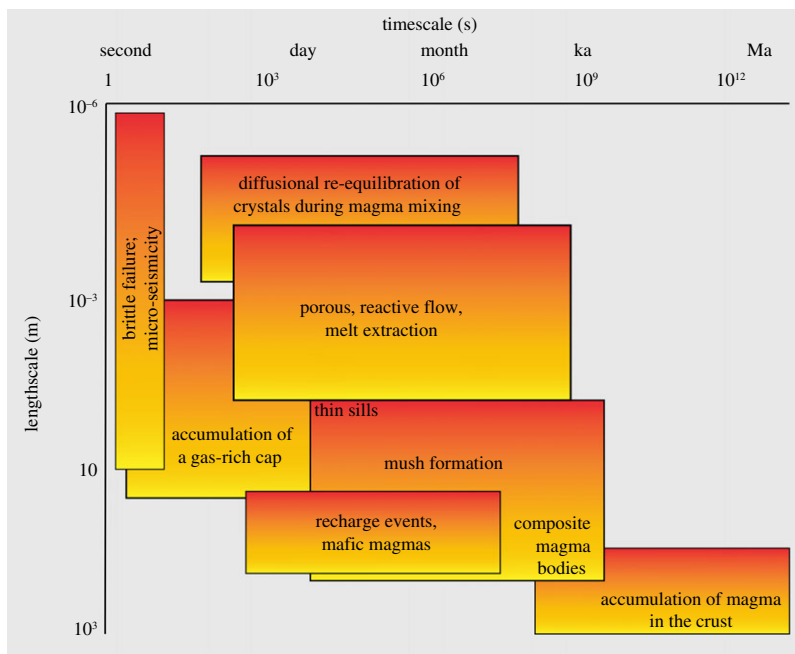 timescale (s)
second day month ka Ma
1 10³ 10⁶ 10⁹ 10¹²
lengthscale (m)
10⁻⁶
10⁻³
10
10³
brittle failure;
micro-seismicity
diffusional re-equilibration of
crystals during magma mixing
porous, reactive flow,
melt extraction
thin sills
accumulation of
a gas-rich cap
mush formation
recharge events,
mafic magmas
composite
magma
bodies
accumulation of magma
in the crust